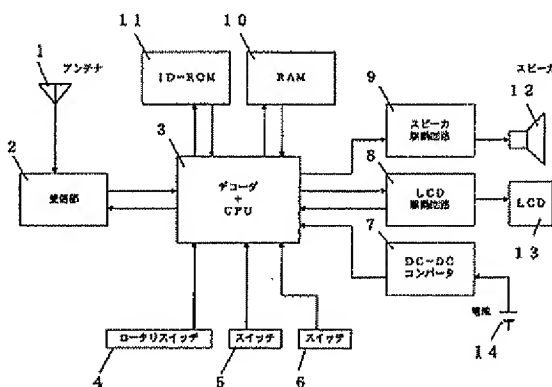 11
10
1
アンテナ
ID-ROM
RAM
スピーカ
9
12
スピーカ
駆動回路
3
2
8
デコーダ
+
CPU
受信部
LCD
駆動回路
LCD
13
7
DC-DC
コンバータ
電池
14
ロータリスイッチ
スイッチ
スイッチ
4
5
6